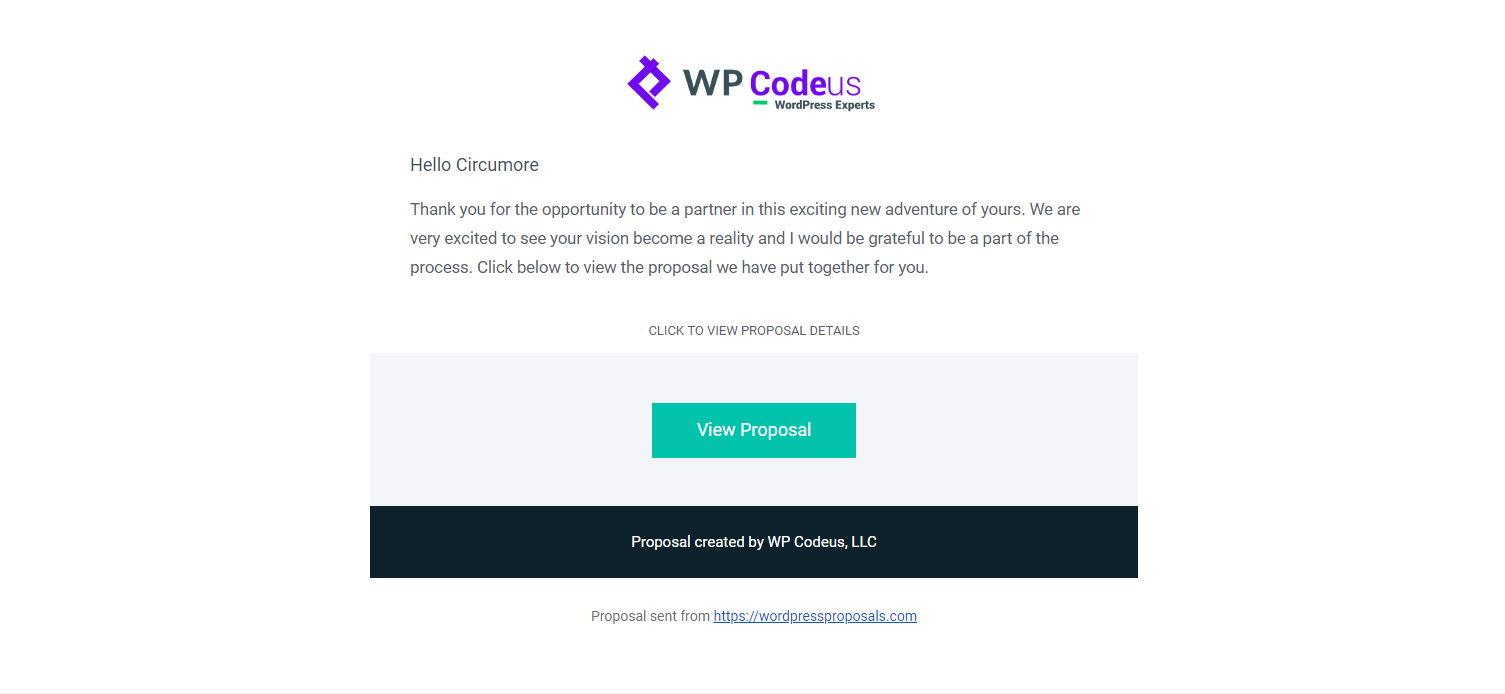 WP Codeus
WordPress Experts
Hello Circumore
Thank you for the opportunity to be a partner in this exciting new adventure of yours. We are
very excited to see your vision become a reality and I would be grateful to be a part of the
process. Click below to view the proposal we have put together for you.
CLICK TO VIEW PROPOSAL DETAILS
View Proposal
Proposal created by WP Codeus, LLC
Proposal sent from https://wordpressproposals.com